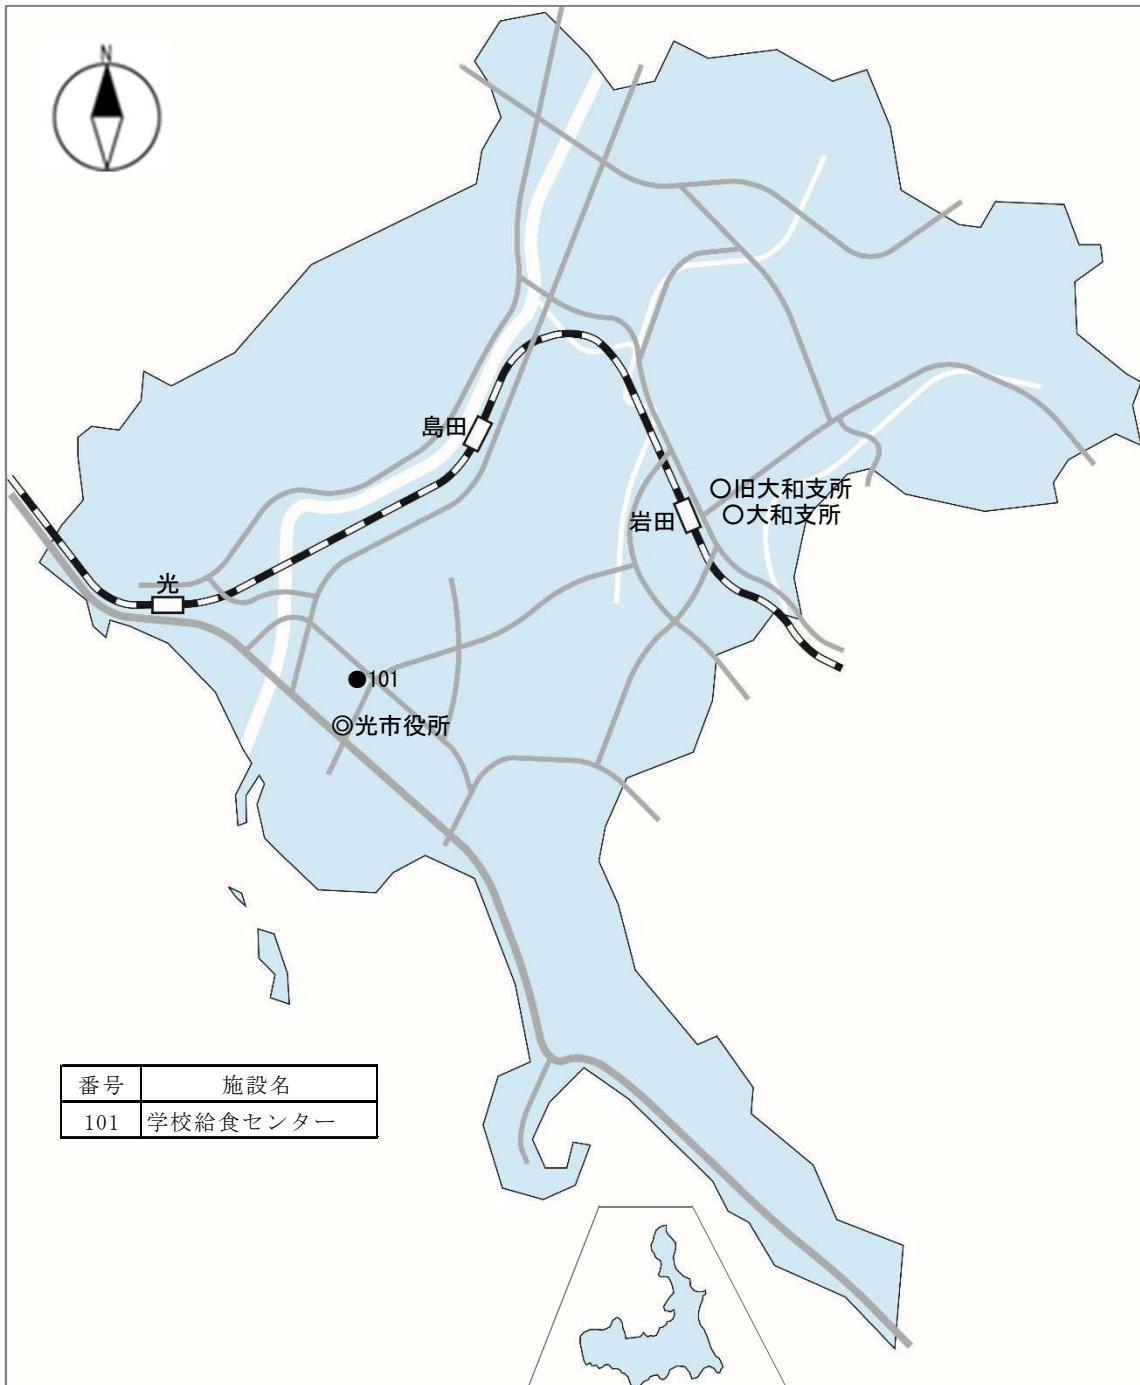 N
島田
○旧大和支所
○大和支所
岩田
光
●101
◎光市役所
番号 施設名
101 学校給食センター